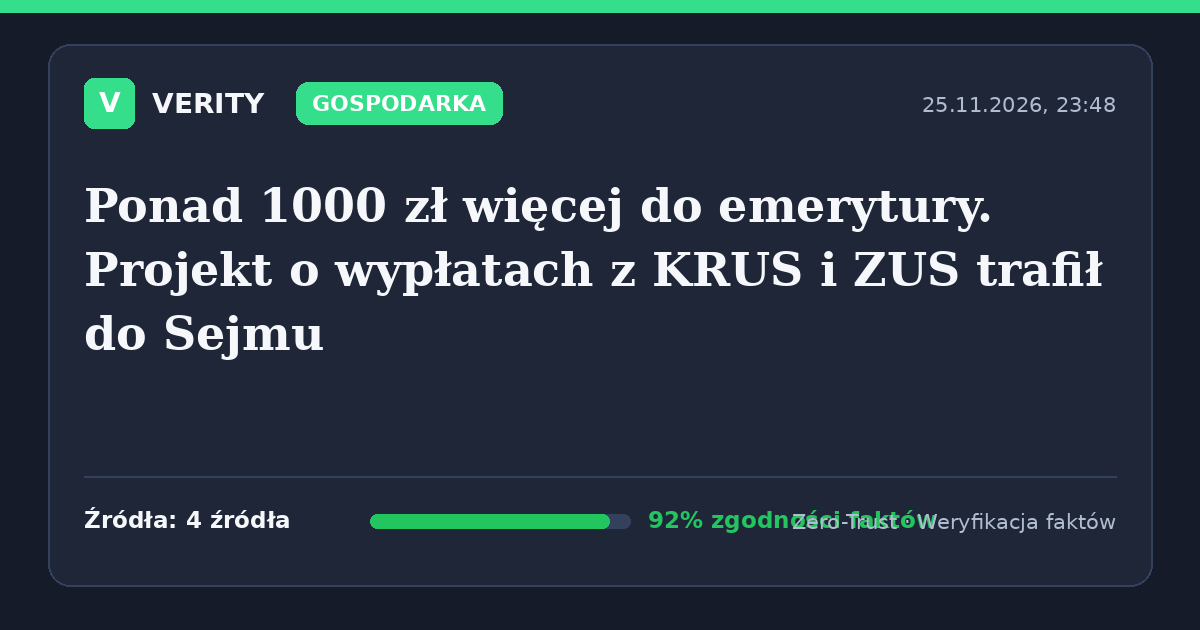 V VERITY GOSPODARKA 25.11.2026, 23:48
Ponad 1000 zł więcej do emerytury.
Projekt o wypłatach z KRUS i ZUS trafił
do Sejmu
Źródła: 4 źródła 92% zgodności faktów Zero-Trust · Weryfikacja faktów